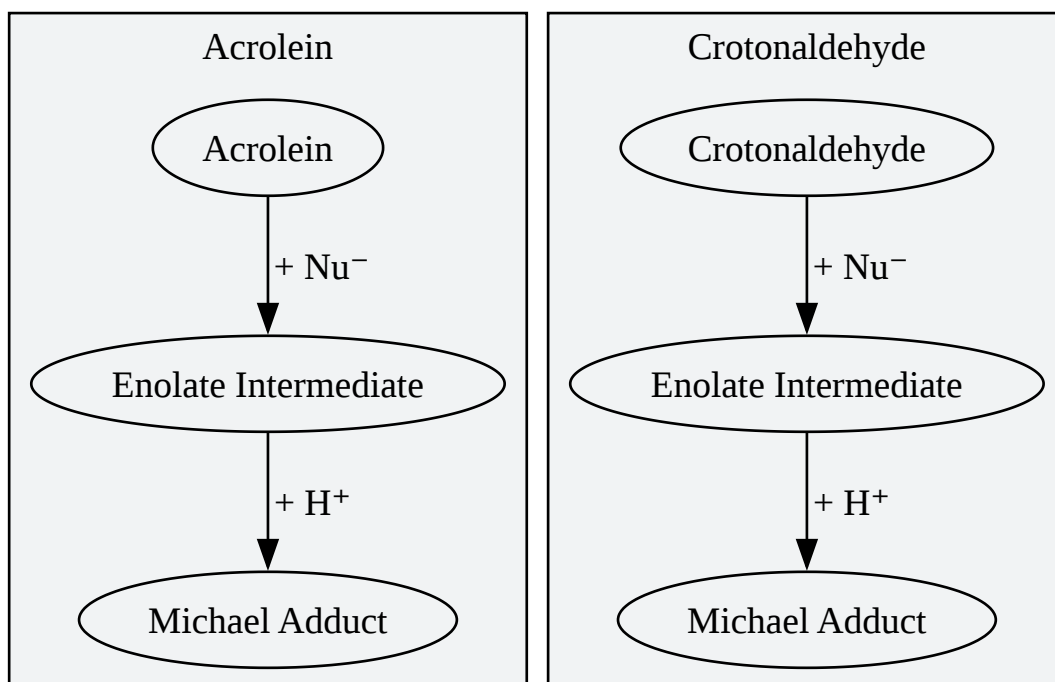 Acrolein
Acrolein
+ Nu⁻
Enolate Intermediate
+ H⁺
Michael Adduct
Crotonaldehyde
Crotonaldehyde
+ Nu⁻
Enolate Intermediate
+ H⁺
Michael Adduct